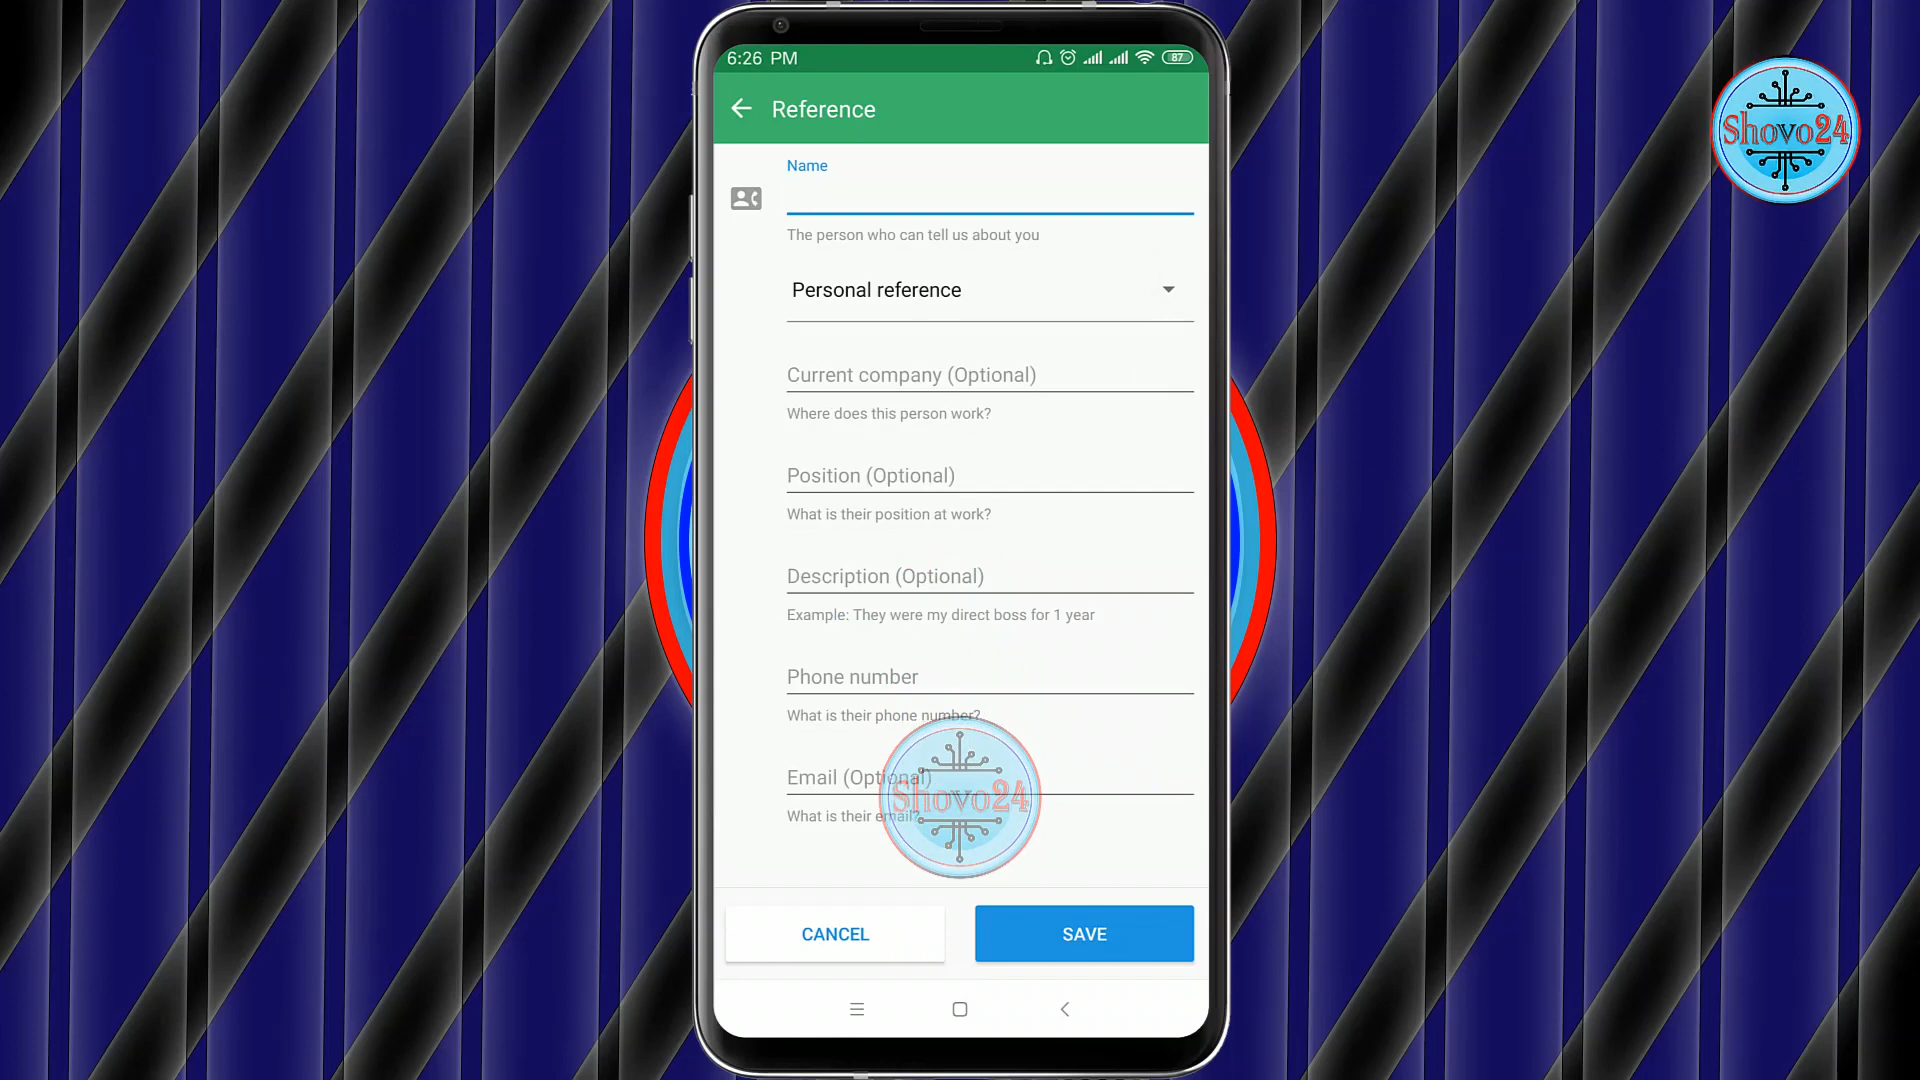 6:26 PM
87
Shovo24
Reference
Name
The person who can tell us about you
Personal reference
Current company (Optional)
Where does this person work?
Position (Optional)
What is their position at work?
Description (Optional)
Example: They were my direct boss for 1 year
Phone number
What is their phone number?
Email (Optional)
Shovo24
What is their email?
CANCEL
SAVE